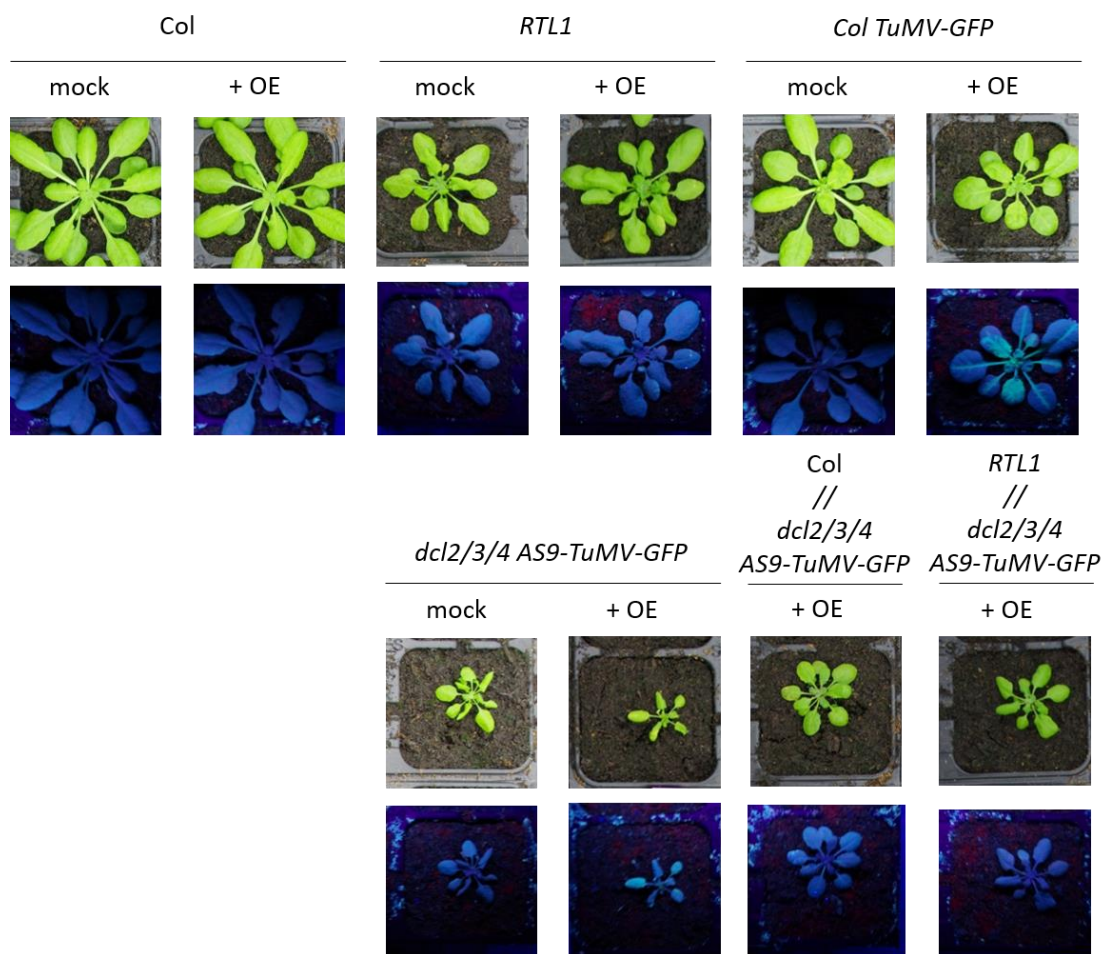 Col
RTL1
Col TuMV-GFP
mock
+ OE
mock
+ OE
mock
+ OE
Col
//
dcl2/3/4
AS9-TuMV-GFP
RTL1
//
dcl2/3/4
AS9-TuMV-GFP
dcl2/3/4 AS9-TuMV-GFP
mock
+ OE
+ OE
+ OE